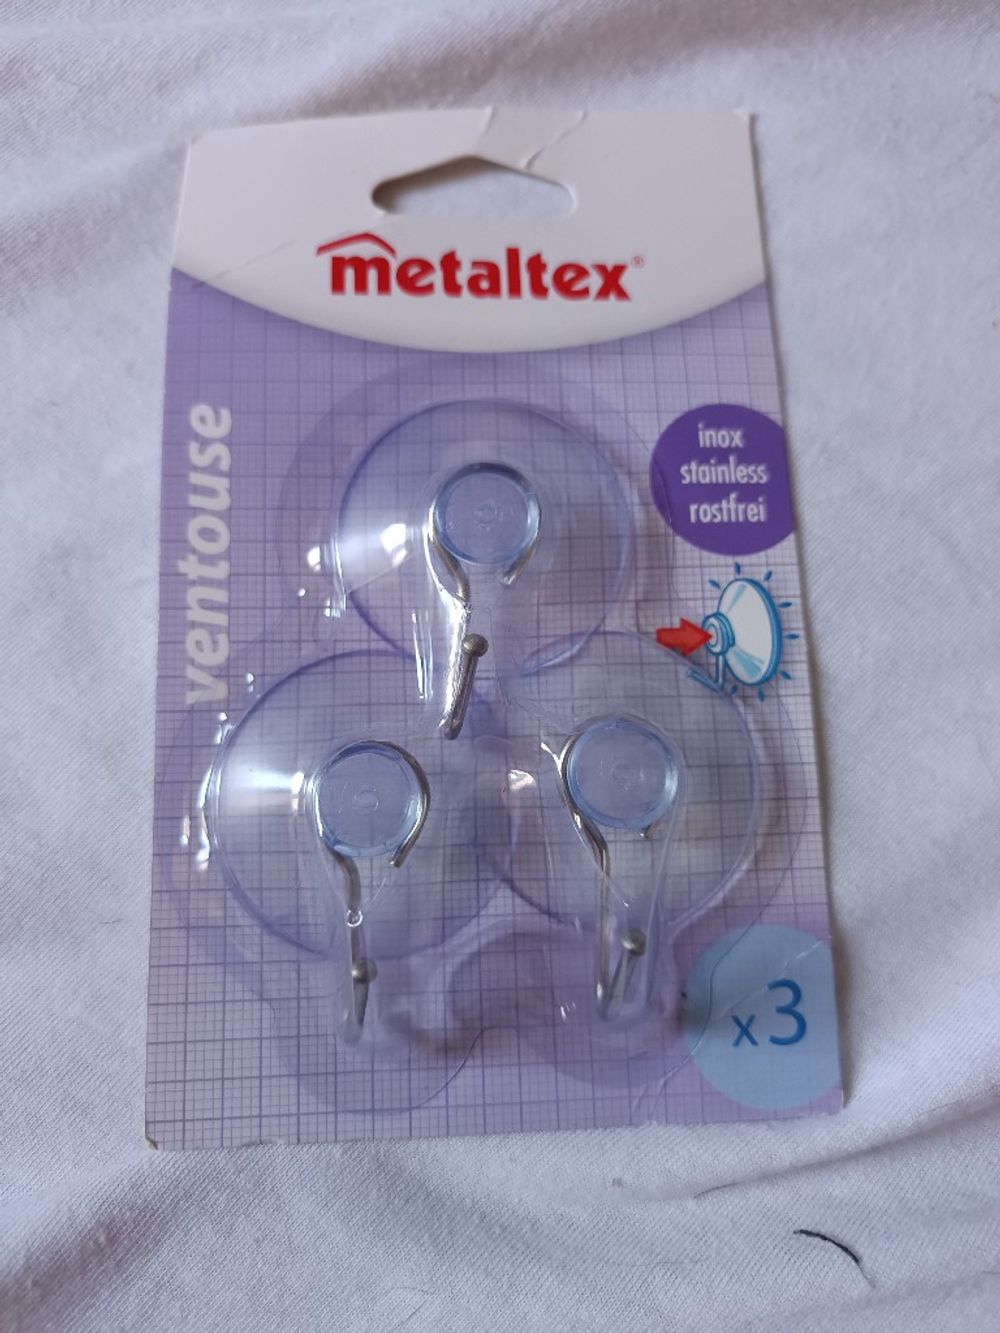 metaltex®
ventouse
inox
stainless
rostfrei
x3